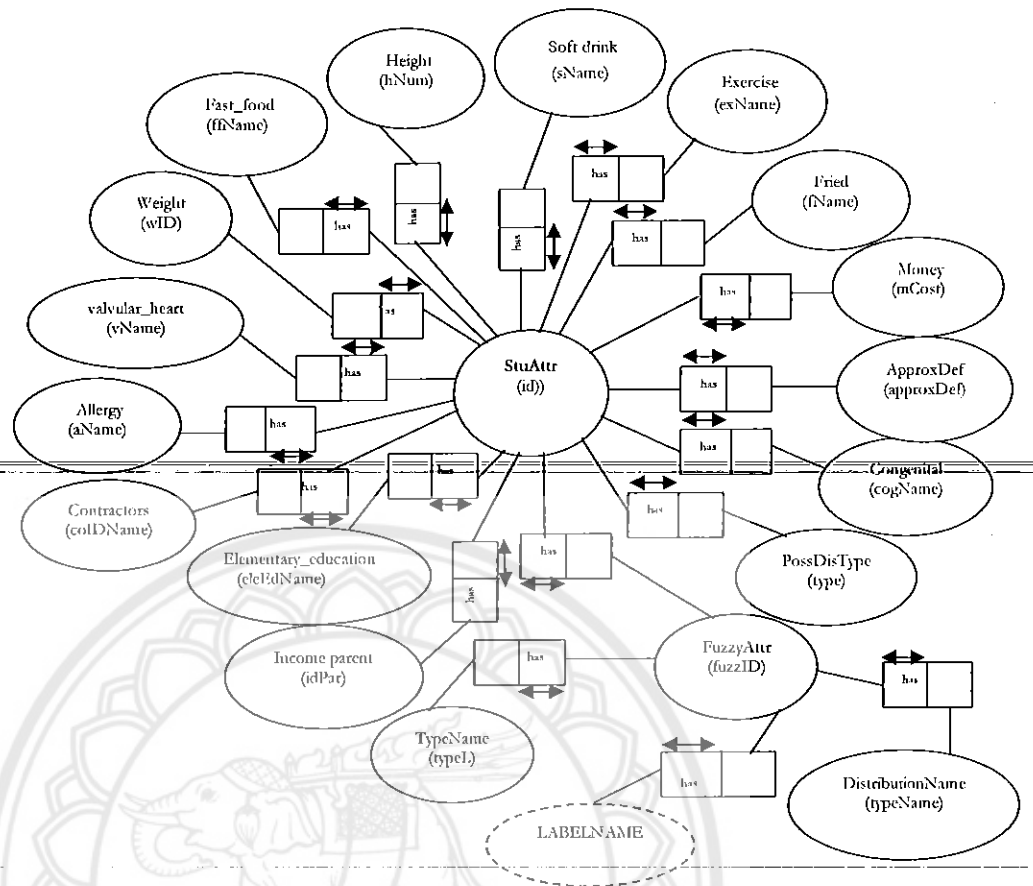 Soft drink
(sName)
Height
(hNum)
Exercise
(exName)
Fast_food
(ffName)
has
Fried
(fName)
Weight
(wID)
has
has
has
has
Money
(mCost)
has
as
valvular_heart
(vName)
StuAttr
(id))
has
has
ApproxDef
(approxDef)
Allergy
(aName)
has
has
Congenital
(cogName)
has
has
Contractors
(coIDName)
has
Elementary_education
(eleEdName)
has
PossDisType
(type)
has
Income parent
(idPar)
has
FuzzyAttr
(fuzzID)
has
TypeName
(typeL)
has
DistributionName
(typeName)
LABELNAME